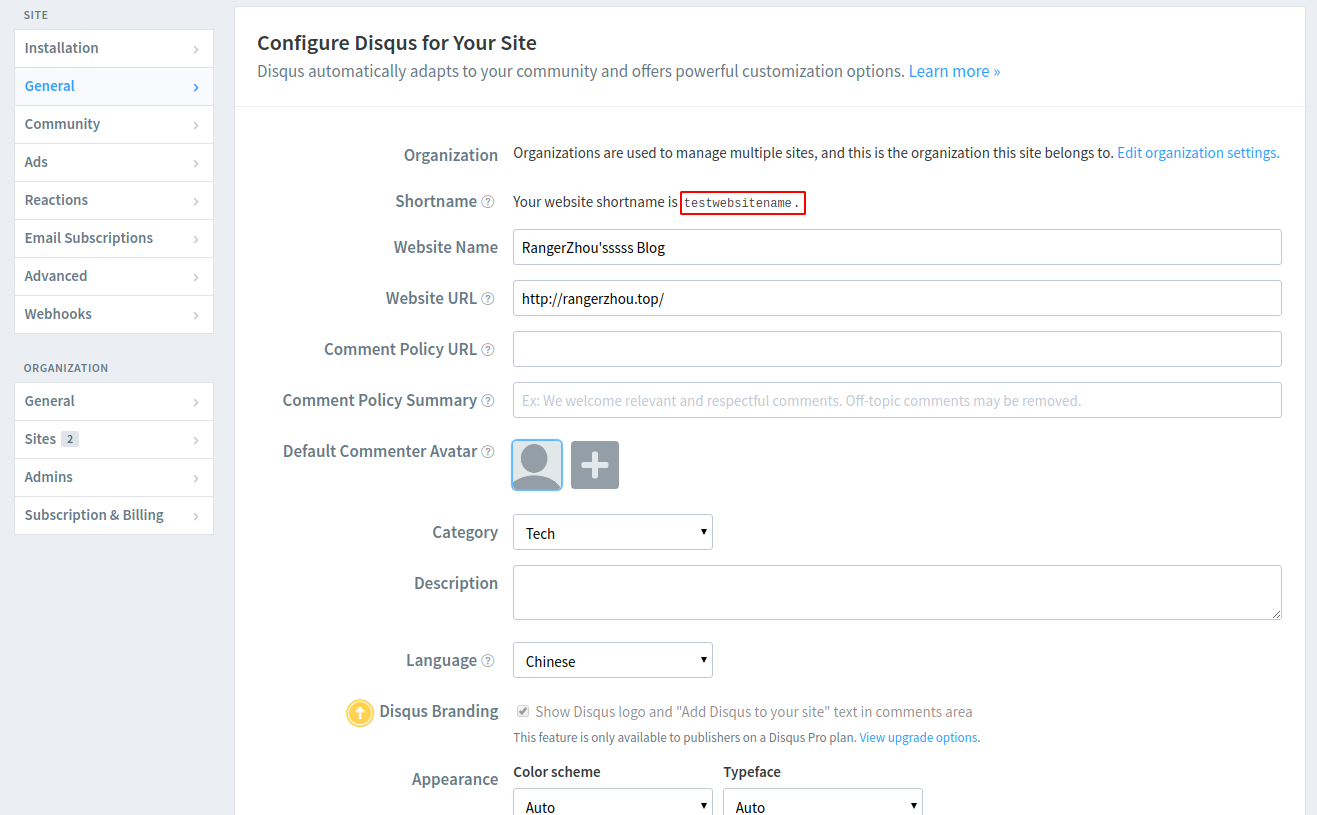 SITE
Installation
General
Community
Ads
Reactions
Email Subscriptions
Advanced
Webhooks
ORGANIZATION
General
Sites 2
Admins
Subscription & Billing
Configure Disqus for Your Site
Disqus automatically adapts to your community and offers powerful customization options. Learn more »
Organization Organizations are used to manage multiple sites, and this is the organization this site belongs to. Edit organization settings.
Shortname ? Your website shortname is testwebsitename.
Website Name RangerZhou'sssss Blog
Website URL ? http://rangerzhou.top/
Comment Policy URL ?
Comment Policy Summary ? Ex: We welcome relevant and respectful comments. Off-topic comments may be removed.
Default Commenter Avatar ?
Category Tech
Description
Language ? Chinese
Disqus Branding Show Disqus logo and "Add Disqus to your site" text in comments area
This feature is only available to publishers on a Disqus Pro plan. View upgrade options.
Appearance Color scheme Typeface
Auto Auto